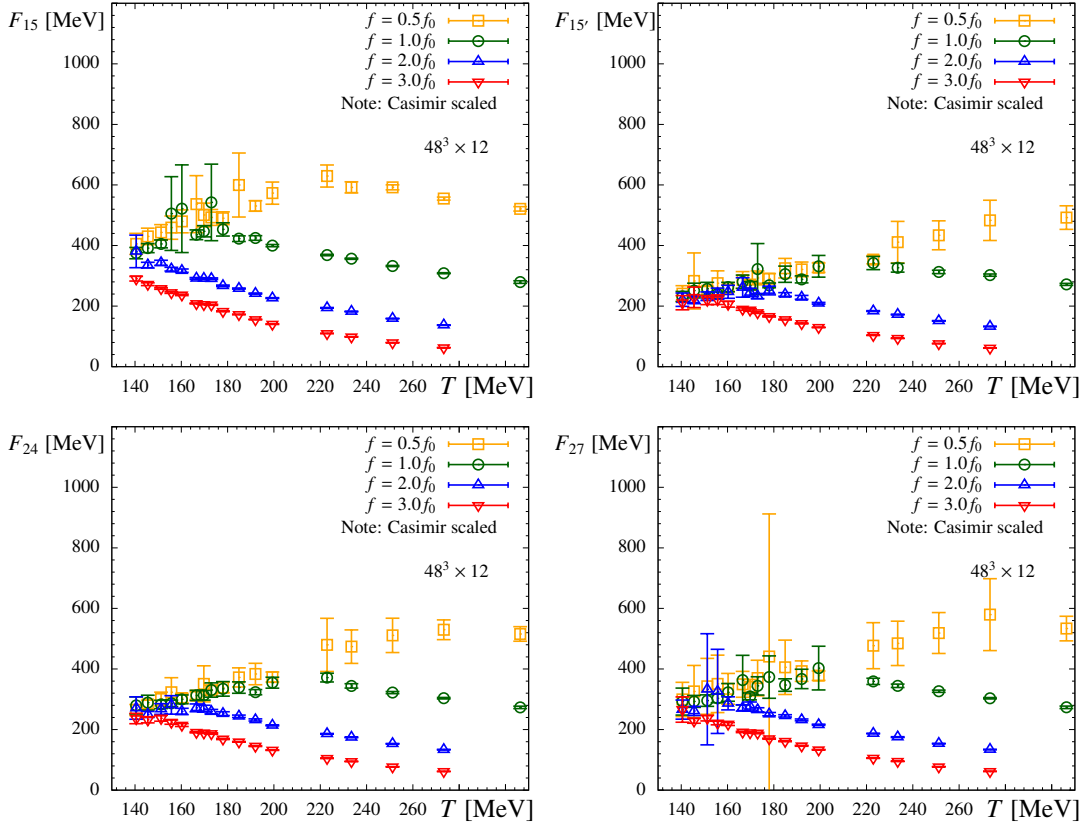 F15 [MeV]
f = 0.5f0
f = 1.0f0
f = 2.0f0
f = 3.0f0
Note: Casimir scaled
48³ × 12
1000
800
600
400
200
0
140 160 180 200 220 240 260 T [MeV]
F15′ [MeV]
f = 0.5f0
f = 1.0f0
f = 2.0f0
f = 3.0f0
Note: Casimir scaled
48³ × 12
1000
800
600
400
200
0
140 160 180 200 220 240 260 T [MeV]
F24 [MeV]
f = 0.5f0
f = 1.0f0
f = 2.0f0
f = 3.0f0
Note: Casimir scaled
48³ × 12
1000
800
600
400
200
0
140 160 180 200 220 240 260 T [MeV]
F27 [MeV]
f = 0.5f0
f = 1.0f0
f = 2.0f0
f = 3.0f0
Note: Casimir scaled
48³ × 12
1000
800
600
400
200
0
140 160 180 200 220 240 260 T [MeV]